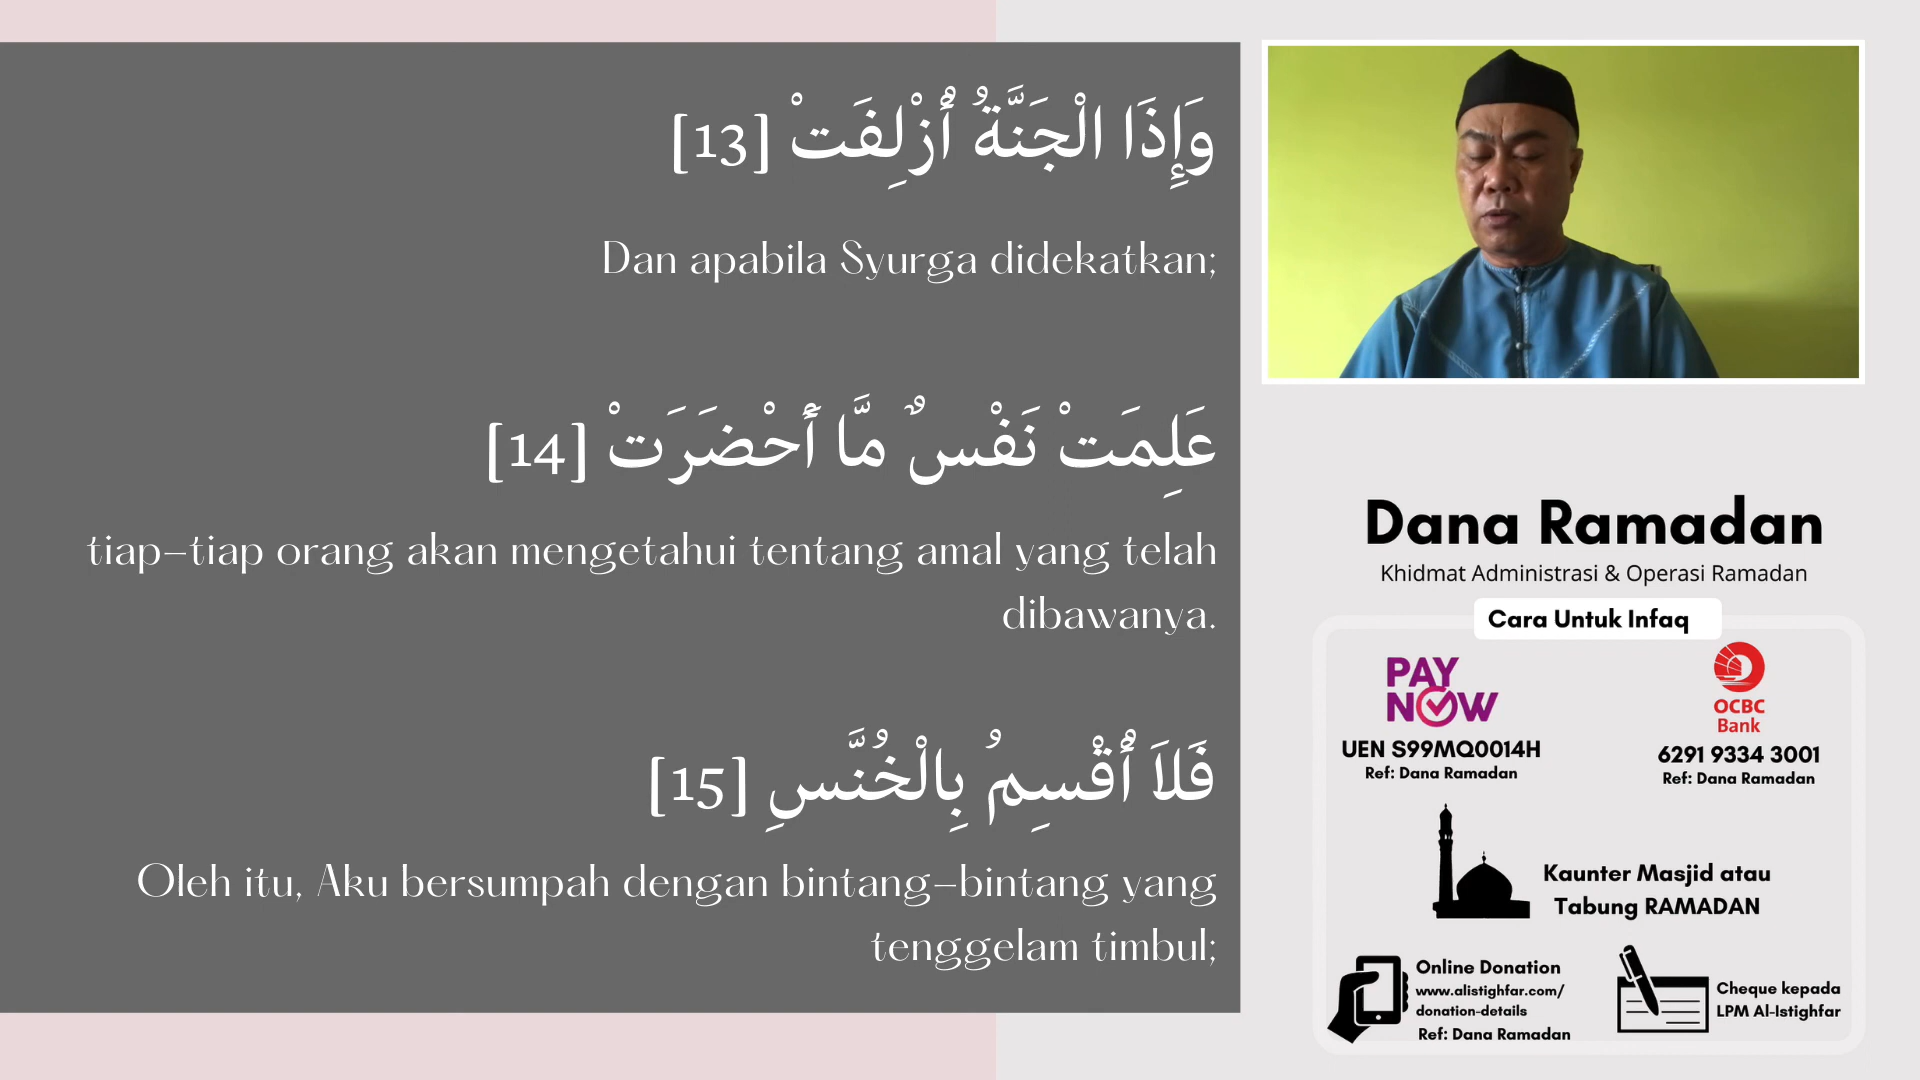 وَإِذَا الْجَنَّةُ أُزْلِفَتْ [13]
Dan apabila Syurga didekatkan;
عَلِمَتْ نَفْسٌ مَّا أَحْضَرَتْ [14]
tiap-tiap orang akan mengetahui tentang amal yang telah
dibawanya.
فَلاَ أُقْسِمُ بِالْخُنَّسِ [15]
Oleh itu, Aku bersumpah dengan bintang-bintang yang
tenggelam timbul;
Dana Ramadan
Khidmat Administrasi & Operasi Ramadan
Cara Untuk Infaq
PAY
NOW
UEN S99MQ0014H
Ref: Dana Ramadan
OCBC
Bank
6291 9334 3001
Ref: Dana Ramadan
Kaunter Masjid atau
Tabung RAMADAN
Online Donation
www.alistighfar.com/
donation-details
Ref: Dana Ramadan
Cheque kepada
LPM Al-Istighfar